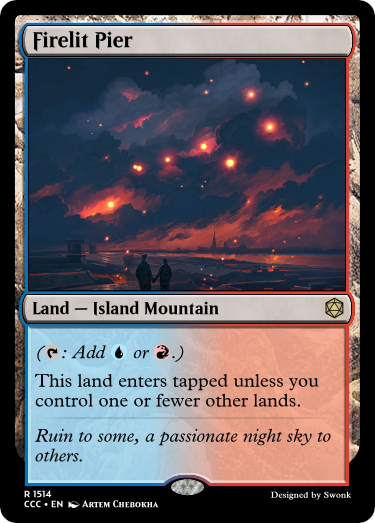 Firelit Pier
Land — Island Mountain
(: Add or .)
This land enters tapped unless you
control one or fewer other lands.
Ruin to some, a passionate night sky to
others.
R 1514
CCC • EN Artem Chebokha
Designed by Swonk